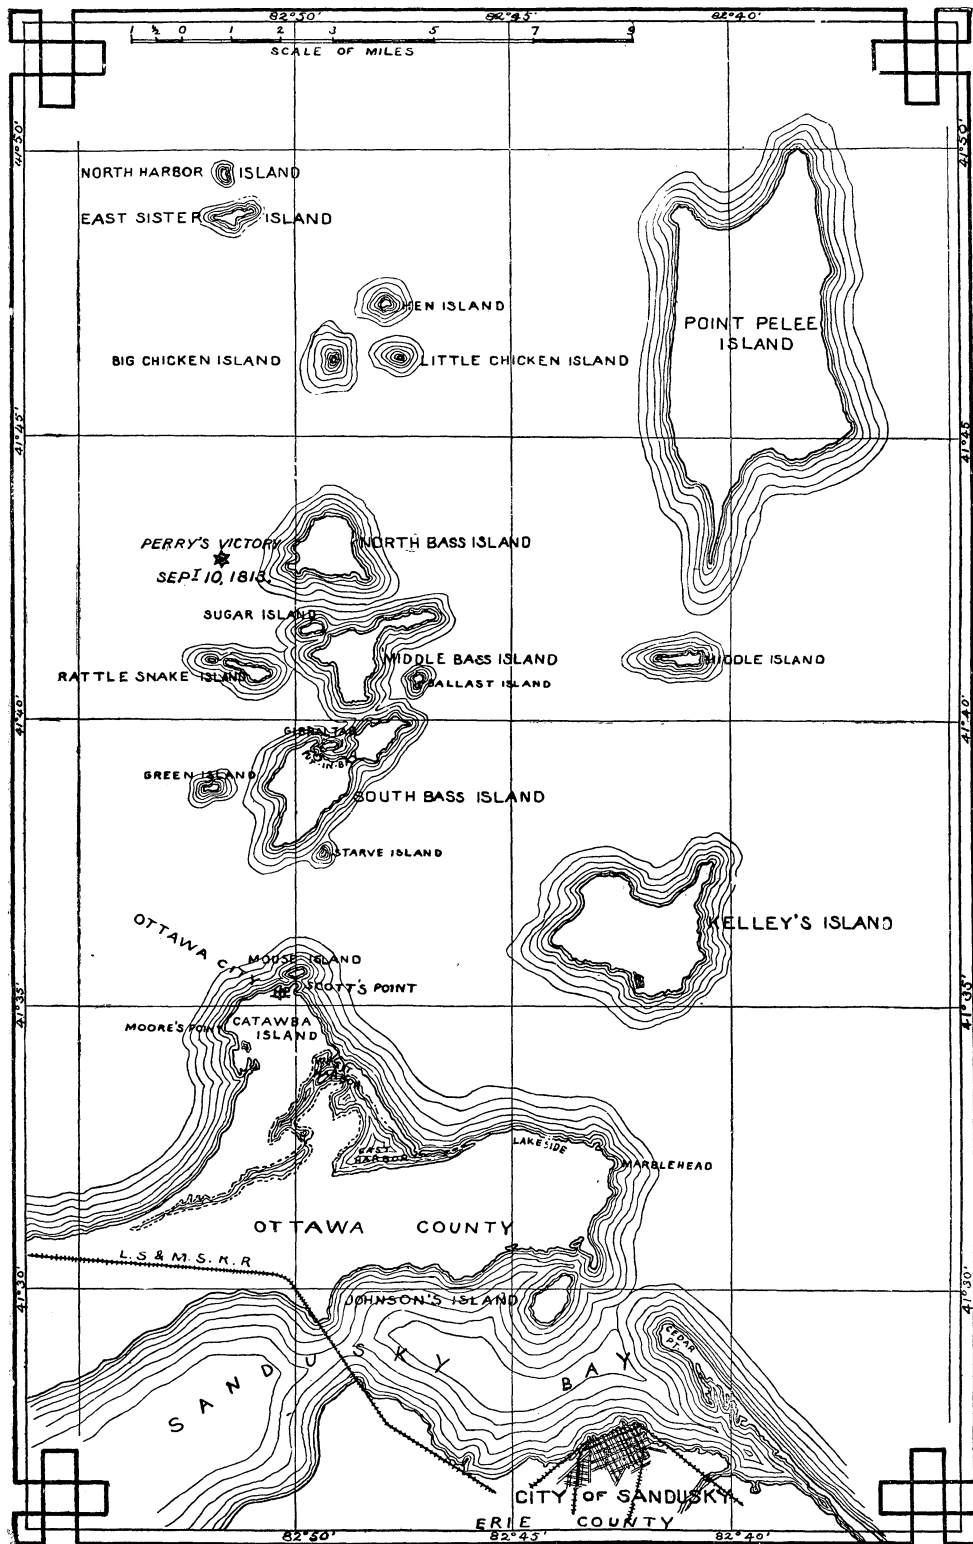 82°50' 82°45' 82°40'
1 ½ 0 1 2 3 5 7 9
SCALE OF MILES
41°50' 41°50'
NORTH HARBOR ISLAND
EAST SISTER ISLAND
HEN ISLAND
POINT PELEE
ISLAND
BIG CHICKEN ISLAND
LITTLE CHICKEN ISLAND
41°45' 41°45'
PERRY'S VICTORY
SEPT 10, 1813.
NORTH BASS ISLAND
SUGAR ISLAND
MIDDLE BASS ISLAND
MIDDLE ISLAND
RATTLE SNAKE ISLAND
BALLAST ISLAND
41°40' 41°40'
GIBRALTAR
PUT-IN-BAY
GREEN ISLAND
SOUTH BASS ISLAND
STARVE ISLAND
KELLEY'S ISLAND
OTTAWA CITY
MOUSE ISLAND
SCOTT'S POINT
41°35' 41°35'
MOORE'S POINT
CATAWBA
ISLAND
WEST
HARBOR
LAKESIDE
EAST
HARBOR
MARBLEHEAD
OTTAWA COUNTY
L.S & M.S.R.R
41°30' 41°30'
JOHNSON'S ISLAND
CEDAR
PT.
SANDUSKY BAY
CITY OF SANDUSKY
ERIE COUNTY
82°50' 82°45' 82°40'